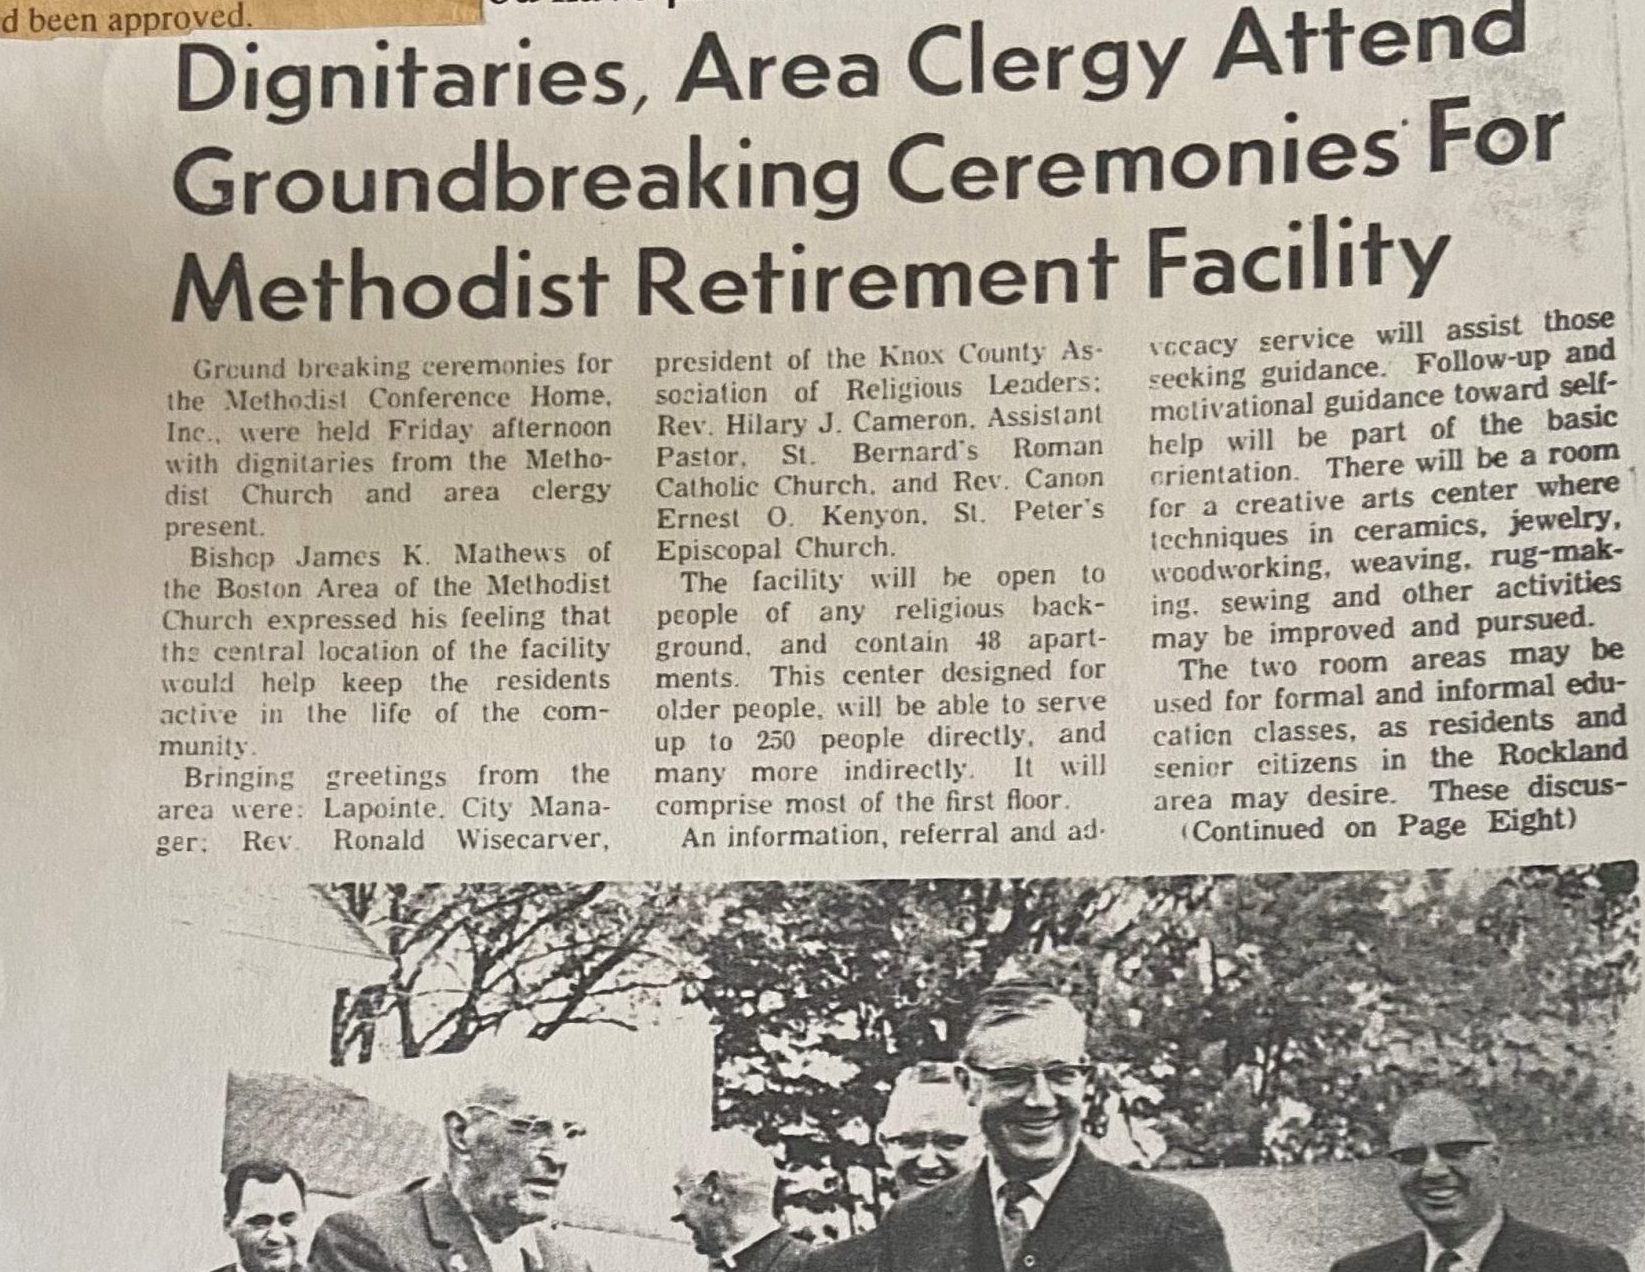 d been approved.
Dignitaries, Area Clergy Attend
Groundbreaking Ceremonies For
Methodist Retirement Facility
Ground breaking ceremonies for
the Methodist Conference Home,
Inc., were held Friday afternoon
with dignitaries from the Metho-
dist Church and area clergy
present.
Bishop James K. Mathews of
the Boston Area of the Methodist
Church expressed his feeling that
the central location of the facility
would help keep the residents
active in the life of the com-
munity.
Bringing greetings from the
area were: Lapointe, City Mana-
ger; Rev. Ronald Wisecarver,
president of the Knox County As-
sociation of Religious Leaders;
Rev. Hilary J. Cameron, Assistant
Pastor, St. Bernard's Roman
Catholic Church, and Rev. Canon
Ernest O. Kenyon, St. Peter's
Episcopal Church.
The facility will be open to
people of any religious back-
ground, and contain 48 apart-
ments. This center designed for
older people, will be able to serve
up to 250 people directly, and
many more indirectly. It will
comprise most of the first floor.
An information, referral and ad-
vocacy service will assist those
seeking guidance. Follow-up and
motivational guidance toward self-
help will be part of the basic
orientation. There will be a room
for a creative arts center where
techniques in ceramics, jewelry,
woodworking, weaving, rug-mak-
ing, sewing and other activities
may be improved and pursued.
The two room areas may be
used for formal and informal edu-
cation classes, as residents and
senior citizens in the Rockland
area may desire. These discus-
(Continued on Page Eight)